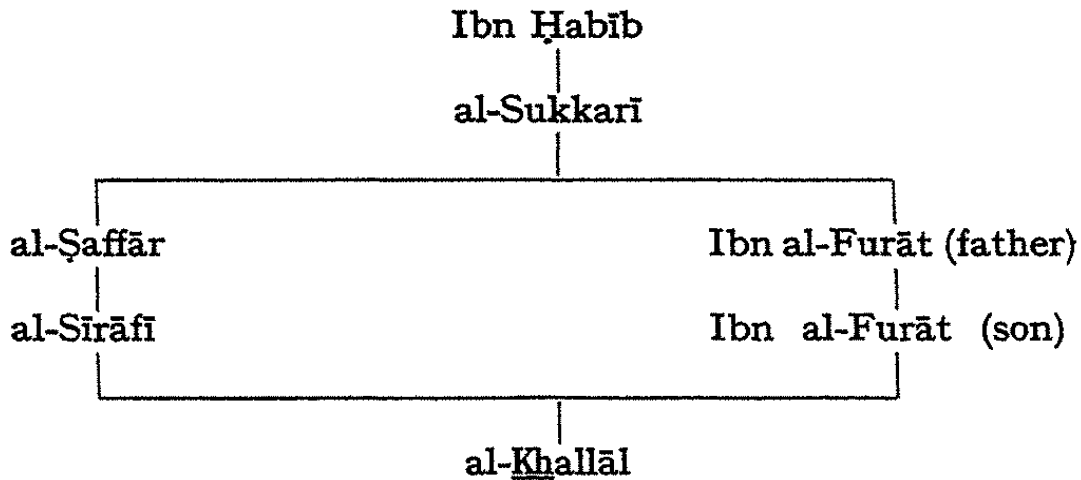 Ibn Ḥabīb
al-Sukkarī
al-Ṣaffār Ibn al-Furāt (father)
al-Sīrāfī Ibn al-Furāt (son)
al-Khallāl